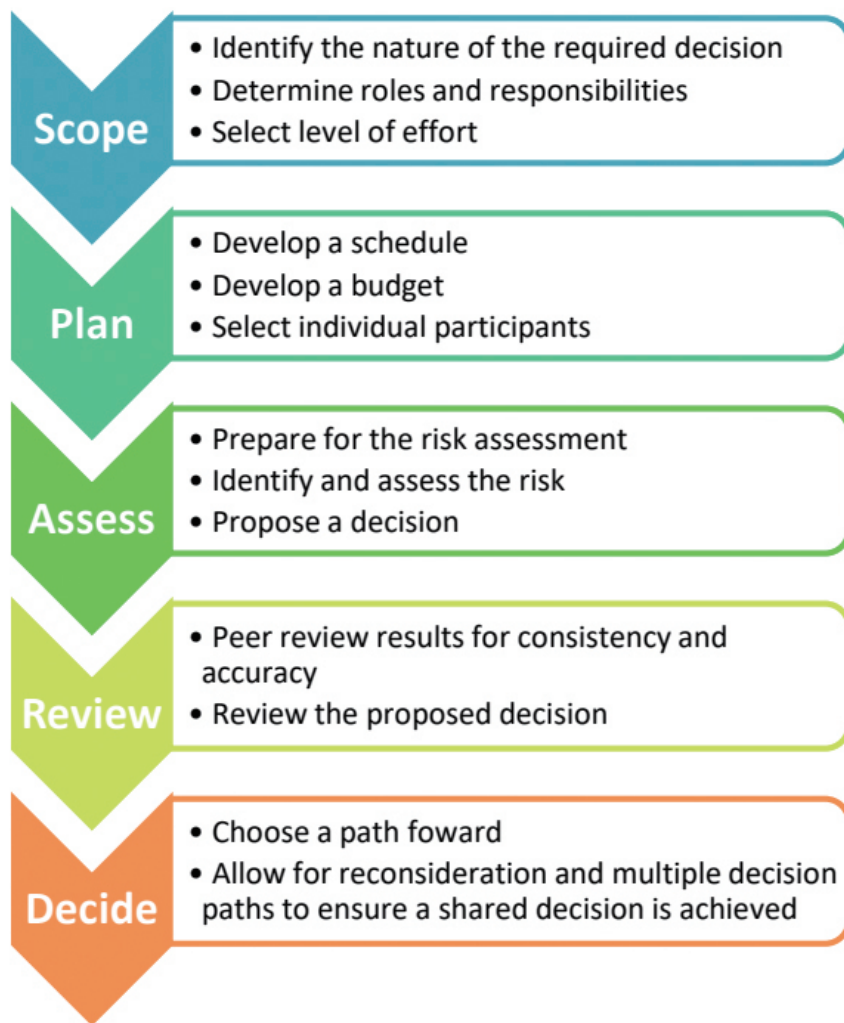 Scope
• Identify the nature of the required decision
• Determine roles and responsibilities
• Select level of effort
Plan
• Develop a schedule
• Develop a budget
• Select individual participants
Assess
• Prepare for the risk assessment
• Identify and assess the risk
• Propose a decision
Review
• Peer review results for consistency and
accuracy
• Review the proposed decision
Decide
• Choose a path foward
• Allow for reconsideration and multiple decision
paths to ensure a shared decision is achieved